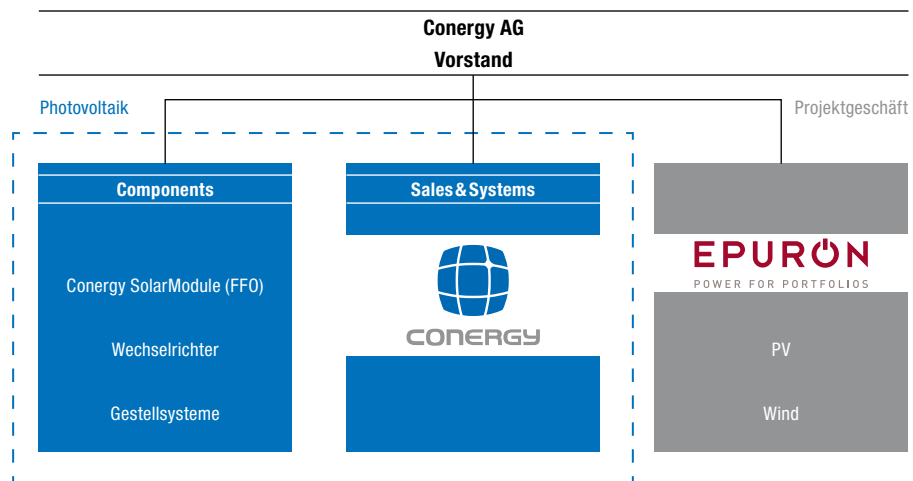 Conergy AG
Vorstand
Photovoltaik
Projektgeschäft
Components
Sales & Systems
EPURON
POWER FOR PORTFOLIOS
Conergy SolarModule (FFO)
CONERGY
Wechselrichter
PV
Gestellsysteme
Wind